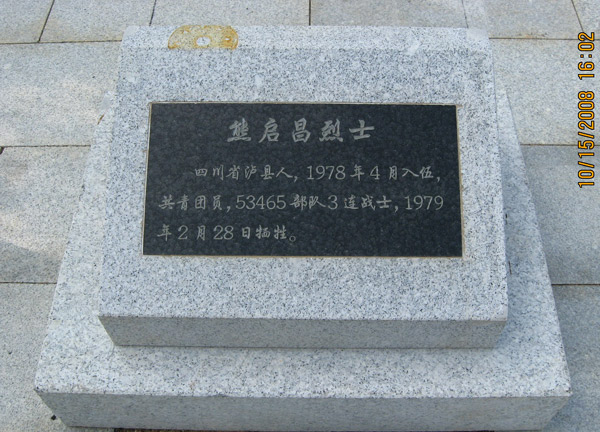 熊启昌烈士
四川省泸县人，1978年4月入伍，
共青团员，53465部队3连战士，1979
年2月28日牺牲。
10/15/2008 16:02